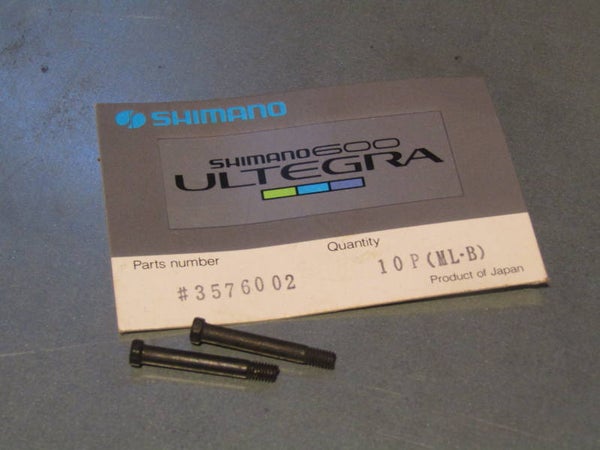 SHIMANO
SHIMANO 600
ULTEGRA
Parts number
#3576002
Quantity
10P(ML·B)
Product of Japan